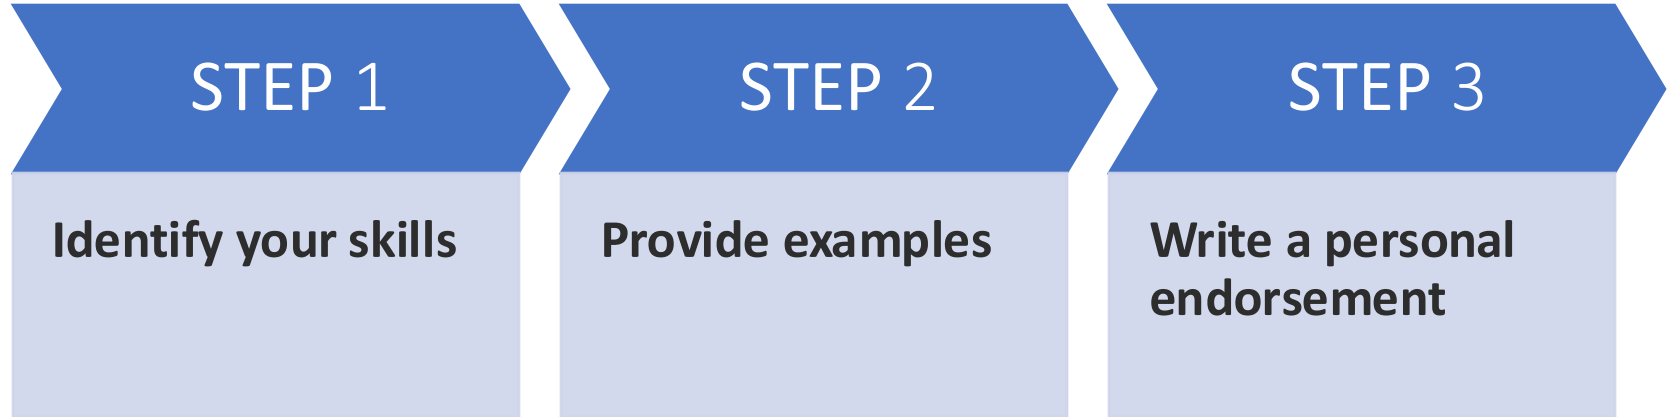 STEP 1
Identify your skills
STEP 2
Provide examples
STEP 3
Write a personal
endorsement